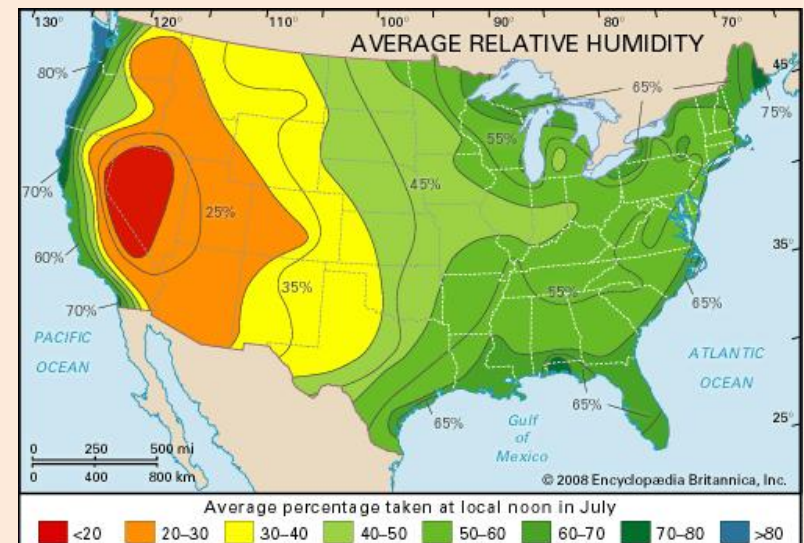 130° 120° 110° 100° 90° 80° 70°
AVERAGE RELATIVE HUMIDITY
45°
80%
65%
75%
55%
45%
70%
25%
35°
60%
35%
55%
70%
65%
PACIFIC
OCEAN
ATLANTIC
OCEAN
65%
65%
25°
Gulf
of
Mexico
0 250 500 mi
0 400 800 km
© 2008 Encyclopædia Britannica, Inc.
Average percentage taken at local noon in July
<20 20–30 30–40 40–50 50–60 60–70 70–80 >80